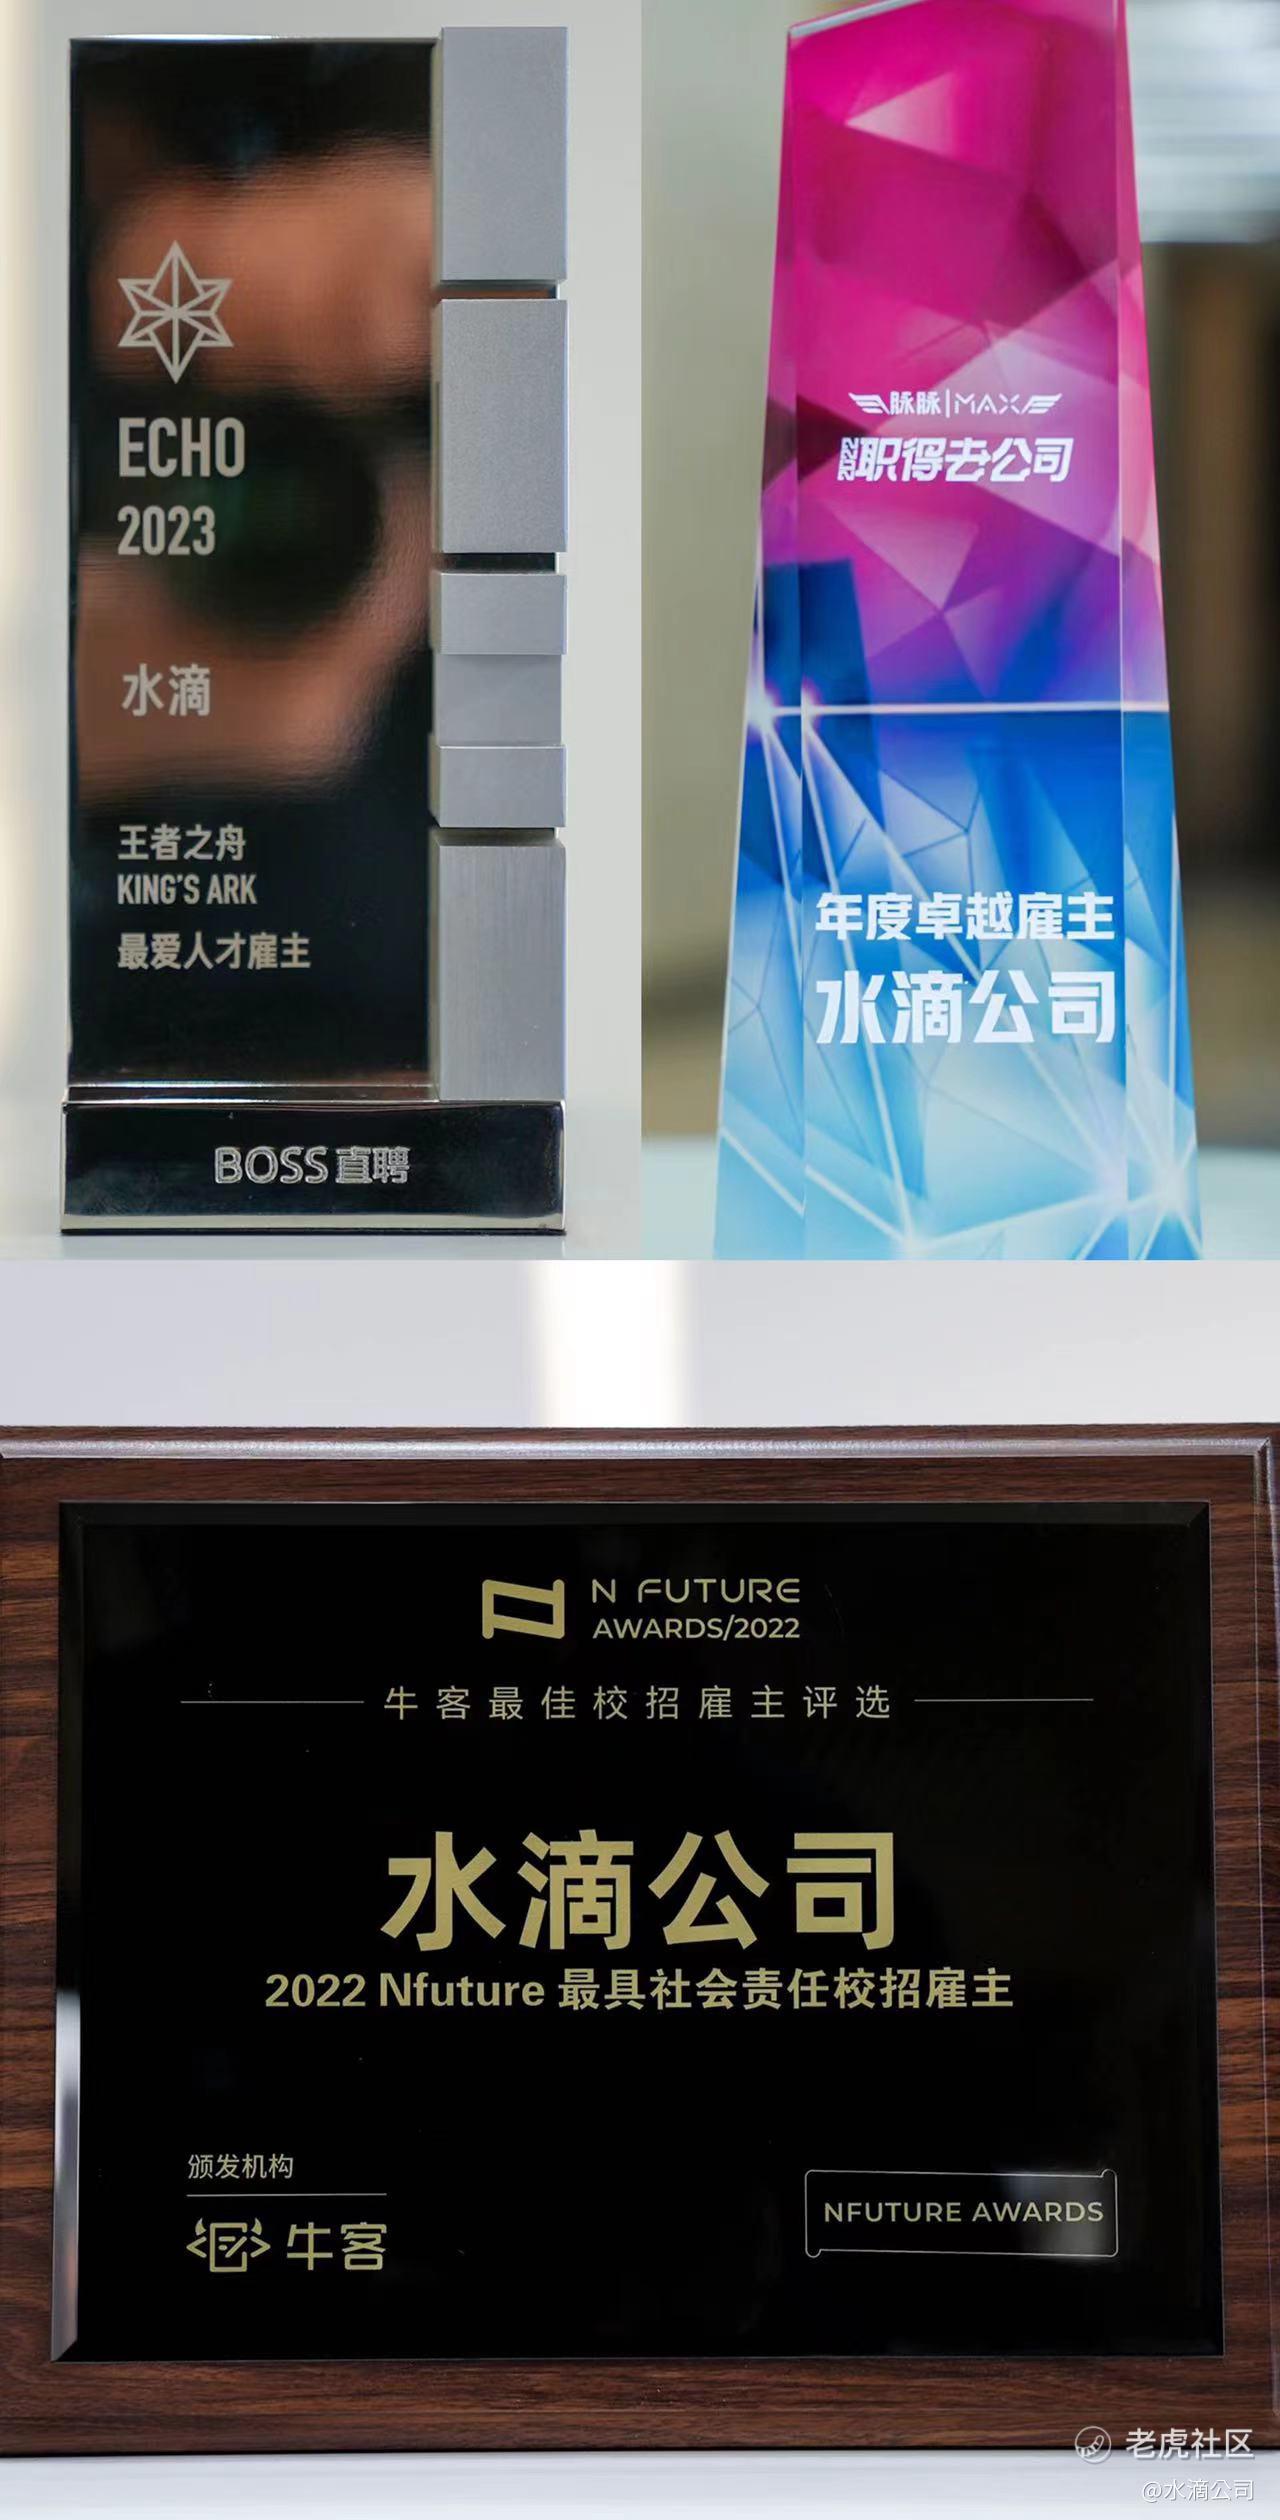 ECHO
2023
水滴
王者之舟
KING'S ARK
最爱人才雇主
BOSS直聘
脉脉|MAX
2022职得去公司
年度卓越雇主
水滴公司
N FUTURE
AWARDS/2022
牛客最佳校招雇主评选
水滴公司
2022 Nfuture 最具社会责任校招雇主
颁发机构
牛客
NFUTURE AWARDS
老虎社区
@水滴公司